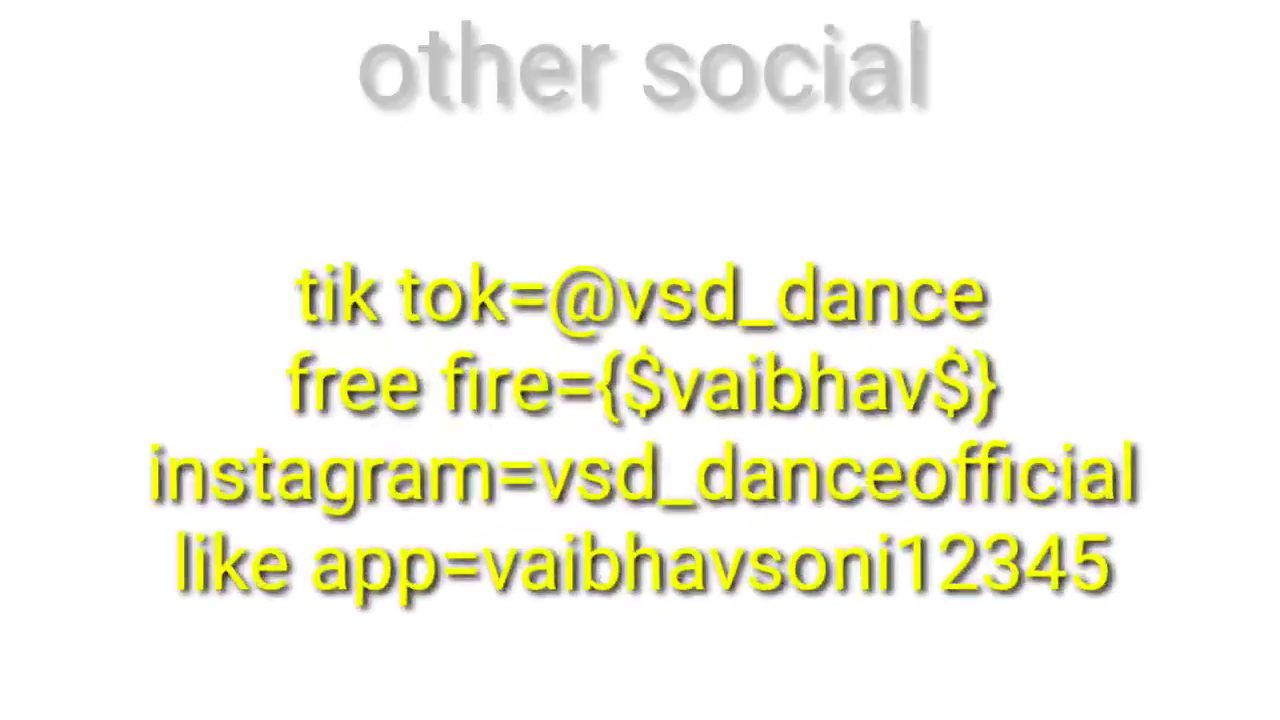 other social
tik tok=@vsd_dance
free fire={$vaibhav$}
instagram=vsd_danceofficial
like app=vaibhavsoni12345